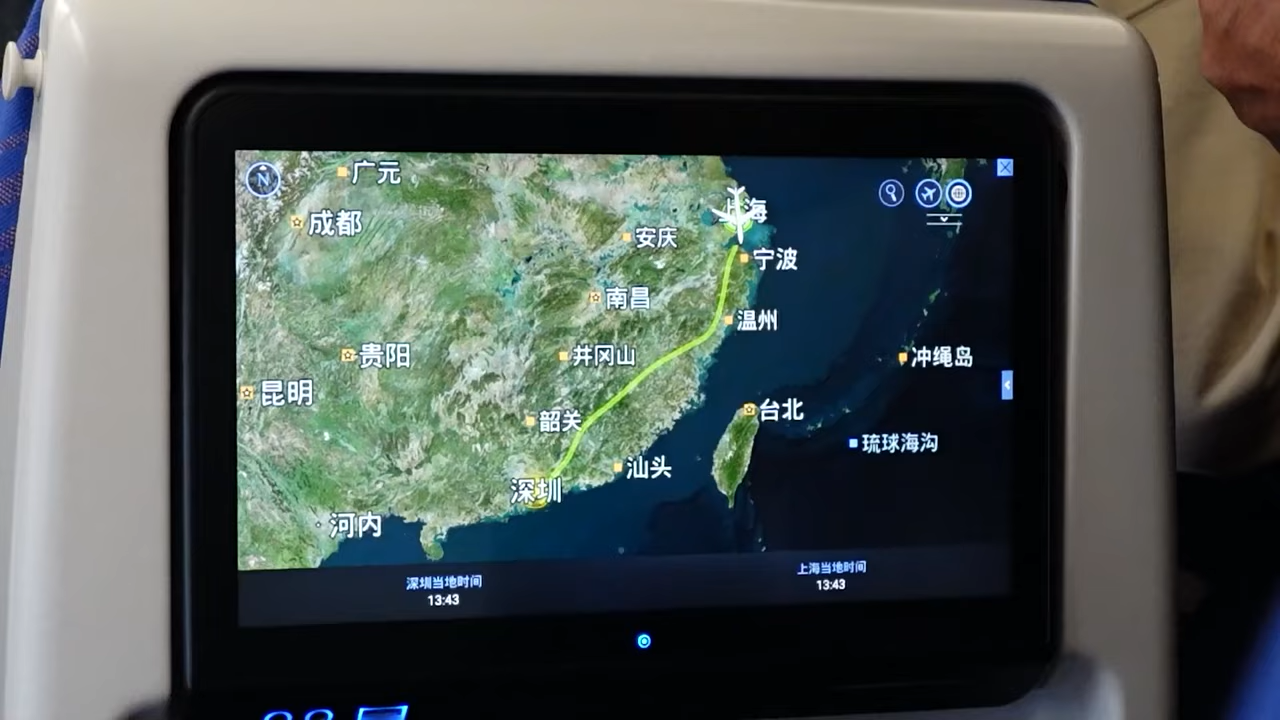 N
广元
上海
成都
安庆
宁波
南昌
温州
贵阳
井冈山
冲绳岛
昆明
台北
韶关
琉球海沟
汕头
深圳
河内
深圳当地时间
13:43
上海当地时间
13:43